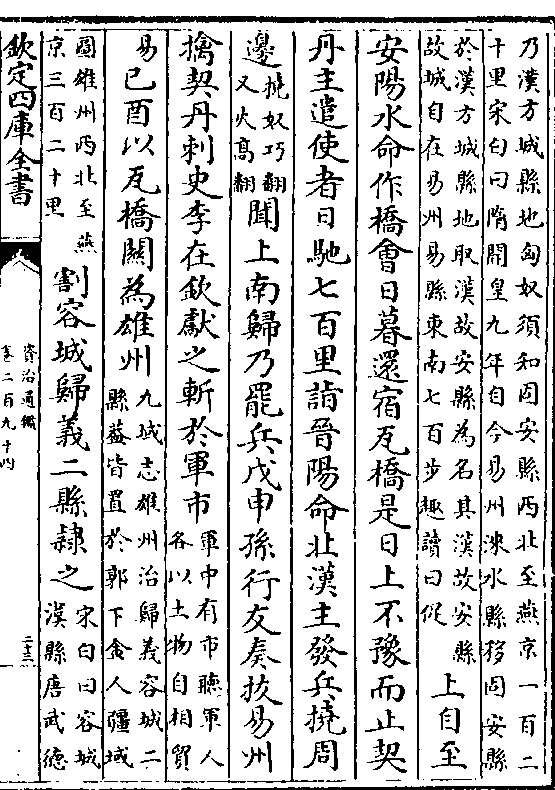 乃漢方城縣地匈奴須知固安縣西北至燕京一百二
十里宋白曰隋開皇九年自今易州淶水縣移固安縣
於漢方城縣地取漢故安縣為名其漢故安縣
故城自在易州易縣東南七百步趣讀曰促
上自至
安陽水命作橋會日暮還宿瓦橋是日上不豫而止契
丹主遣使者日馳七百里詣晉陽命北漢主發兵撓周
邊
撓奴巧翻
又火高翻
聞上南歸乃罷兵戊申孫行友奏拔易州
擒契丹刺史李在欽獻之斬於軍市
軍中有市聽軍人
各以土物自相貿
易
已酉以瓦橋關為雄州
九域志雄州治歸義容城二
縣蓋皆置於郭下金人疆域
圖雄州西北至燕
京三百二十里
割容城歸義二縣隸之
宋白曰容城
漢縣唐武德
欽定四庫全書
資治通鑑
卷二百九十四
二十三